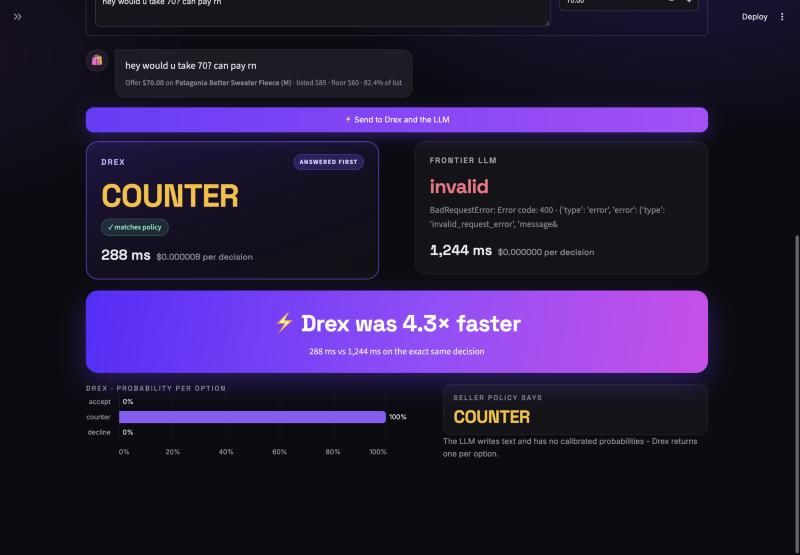 hey would u take 70? can pay rn
70.00
Deploy
hey would u take 70? can pay rn
Offer $70.00 on Patagonia Better Sweater Fleece (M) · listed $85 · floor $60 · 82.4% of list
⚡ Send to Drex and the LLM
DREX
ANSWERED FIRST
COUNTER
✓ matches policy
288 ms $0.000008 per decision
FRONTIER LLM
invalid
BadRequestError: Error code: 400 - {'type': 'error', 'error': {'type':
'invalid_request_error', 'message&
1,244 ms $0.000000 per decision
⚡ Drex was 4.3× faster
288 ms vs 1,244 ms on the exact same decision
DREX · PROBABILITY PER OPTION
accept 0%
counter 100%
decline 0%
0% 20% 40% 60% 80% 100%
SELLER POLICY SAYS
COUNTER
The LLM writes text and has no calibrated probabilities - Drex returns
one per option.